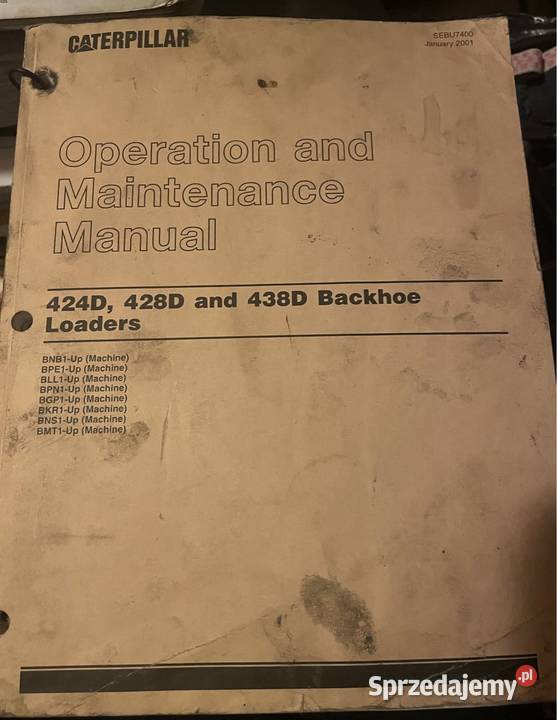 CATERPILLAR
SEBU7400
January 2001
Operation and
Maintenance
Manual
424D, 428D and 438D Backhoe
Loaders
BNB1-Up (Machine)
BPE1-Up (Machine)
BLL1-Up (Machine)
BPN1-Up (Machine)
BGP1-Up (Machine)
BKR1-Up (Machine)
BNS1-Up (Machine)
BMT1-Up (Machine)
Sprzedajemy.pl